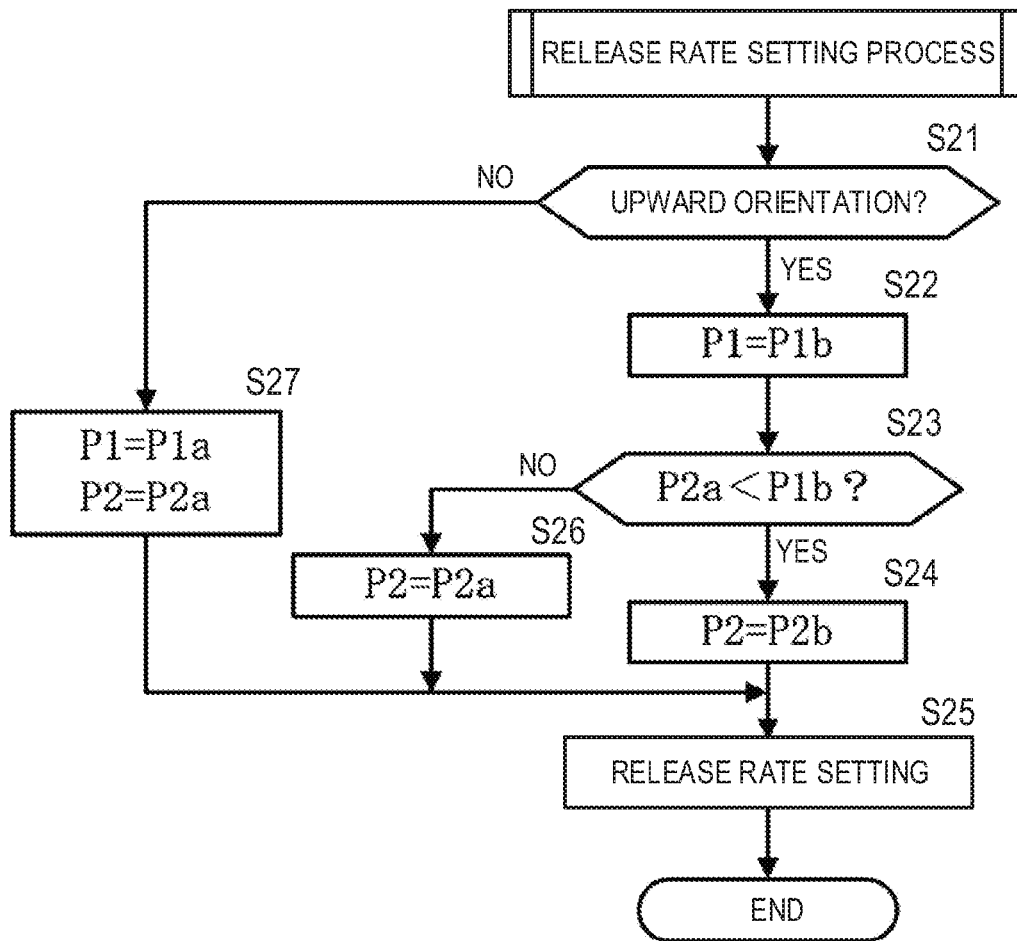 RELEASE RATE SETTING PROCESS
S21
NO
UPWARD ORIENTATION?
YES
S22
P1=P1b
S27
P1=P1a
P2=P2a
S23
NO
P2a<P1b?
S26
P2=P2a
YES
S24
P2=P2b
S25
RELEASE RATE SETTING
END